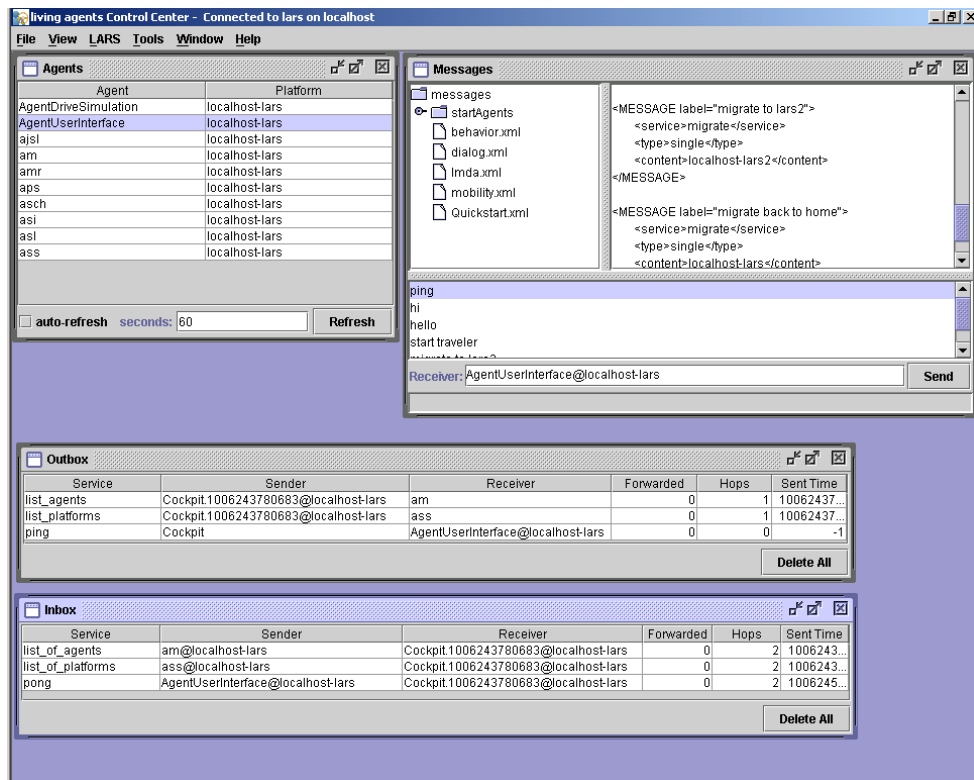 living agents Control Center - Connected to lars on localhost
File View LARS Tools Window Help
Agents
Agent Platform
AgentDriveSimulation localhost-lars
AgentUserInterface localhost-lars
ajsl localhost-lars
am localhost-lars
amr localhost-lars
aps localhost-lars
asch localhost-lars
asi localhost-lars
asl localhost-lars
ass localhost-lars
auto-refresh seconds: 60 Refresh
Messages
messages
startAgents
behavior.xml
dialog.xml
lmda.xml
mobility.xml
Quickstart.xml
<MESSAGE label="migrate to lars2">
<service>migrate</service>
<type>single</type>
<content>localhost-lars2</content>
</MESSAGE>
<MESSAGE label="migrate back to home">
<service>migrate</service>
<type>single</type>
<content>localhost-lars</content>
ping
hi
hello
start traveler
migrate to lars2
Receiver: AgentUserInterface@localhost-lars Send
Outbox
Service Sender Receiver Forwarded Hops Sent Time
list_agents Cockpit.1006243780683@localhost-lars am 0 1 10062437...
list_platforms Cockpit.1006243780683@localhost-lars ass 0 1 10062437...
ping Cockpit AgentUserInterface@localhost-lars 0 0 -1
Delete All
Inbox
Service Sender Receiver Forwarded Hops Sent Time
list_of_agents am@localhost-lars Cockpit.1006243780683@localhost-lars 0 2 1006243...
list_of_platforms ass@localhost-lars Cockpit.1006243780683@localhost-lars 0 2 1006243...
pong AgentUserInterface@localhost-lars Cockpit.1006243780683@localhost-lars 0 2 1006245...
Delete All